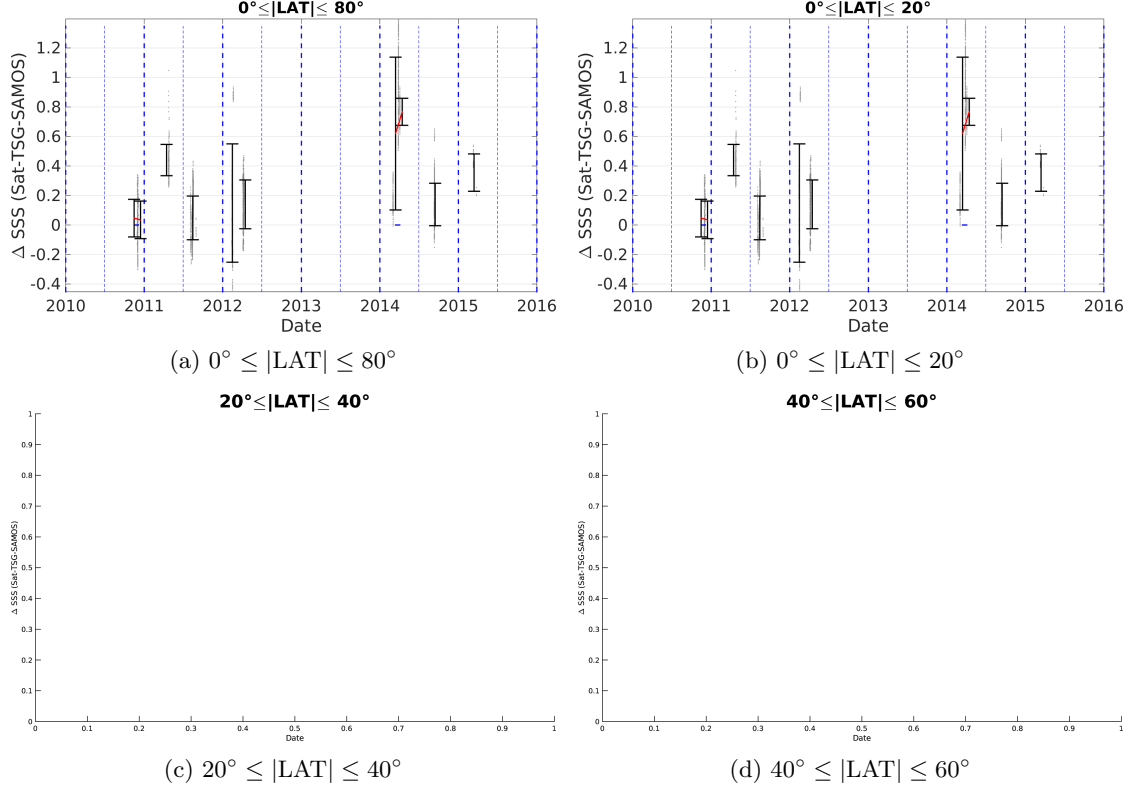 0°≤|LAT|≤ 80°
Δ SSS (Sat-TSG-SAMOS)
1.2
1
0.8
0.6
0.4
0.2
0
-0.2
-0.4
2010 2011 2012 2013 2014 2015 2016
Date
(a) 0° ≤ |LAT| ≤ 80°
0°≤|LAT|≤ 20°
Δ SSS (Sat-TSG-SAMOS)
1.2
1
0.8
0.6
0.4
0.2
0
-0.2
-0.4
2010 2011 2012 2013 2014 2015 2016
Date
(b) 0° ≤ |LAT| ≤ 20°
20°≤|LAT|≤ 40°
Δ SSS (Sat-TSG-SAMOS)
1
0.9
0.8
0.7
0.6
0.5
0.4
0.3
0.2
0.1
0
0 0.1 0.2 0.3 0.4 0.5 0.6 0.7 0.8 0.9 1
Date
(c) 20° ≤ |LAT| ≤ 40°
40°≤|LAT|≤ 60°
Δ SSS (Sat-TSG-SAMOS)
1
0.9
0.8
0.7
0.6
0.5
0.4
0.3
0.2
0.1
0
0 0.1 0.2 0.3 0.4 0.5 0.6 0.7 0.8 0.9 1
Date
(d) 40° ≤ |LAT| ≤ 60°